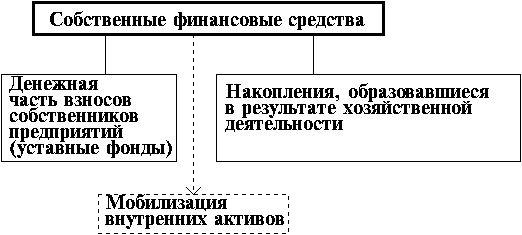 Собственные финансовые средства
Денежная
часть взносов
собственников
предприятий
(уставные фонды)
Накопления, образовавшиеся
в результате хозяйственной
деятельности
Мобилизация
внутренних активов